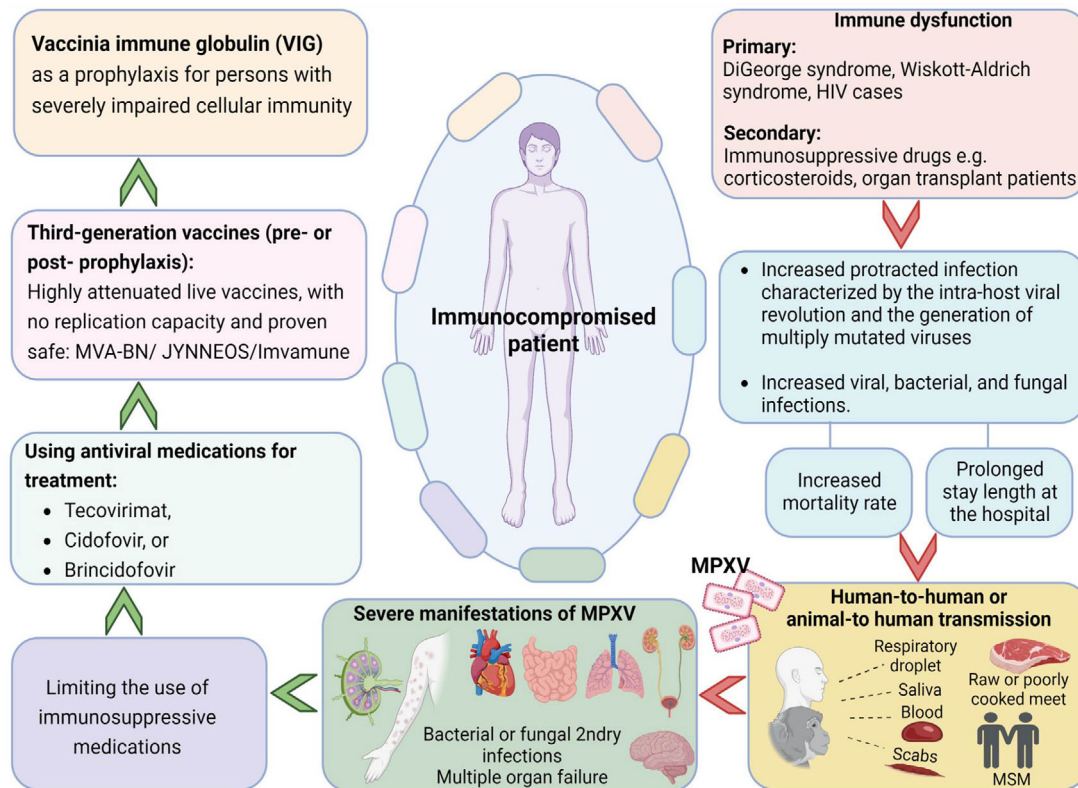 Vaccinia immune globulin (VIG)
as a prophylaxis for persons with
severely impaired cellular immunity
Third-generation vaccines (pre- or
post- prophylaxis):
Highly attenuated live vaccines, with
no replication capacity and proven
safe: MVA-BN/ JYNNEOS/Imvamune
Using antiviral medications for
treatment:
• Tecovirimat,
• Cidofovir, or
• Brincidofovir
Limiting the use of
immunosuppressive
medications
Immunocompromised
patient
Immune dysfunction
Primary:
DiGeorge syndrome, Wiskott-Aldrich
syndrome, HIV cases
Secondary:
Immunosuppressive drugs e.g.
corticosteroids, organ transplant patients
• Increased protracted infection
characterized by the intra-host viral
revolution and the generation of
multiply mutated viruses
• Increased viral, bacterial, and fungal
infections.
Increased
mortality rate
Prolonged
stay length at
the hospital
MPXV
Human-to-human or
animal-to human transmission
Respiratory
droplet
Saliva
Blood
Scabs
Raw or poorly
cooked meet
MSM
Severe manifestations of MPXV
Bacterial or fungal 2ndry
infections
Multiple organ failure